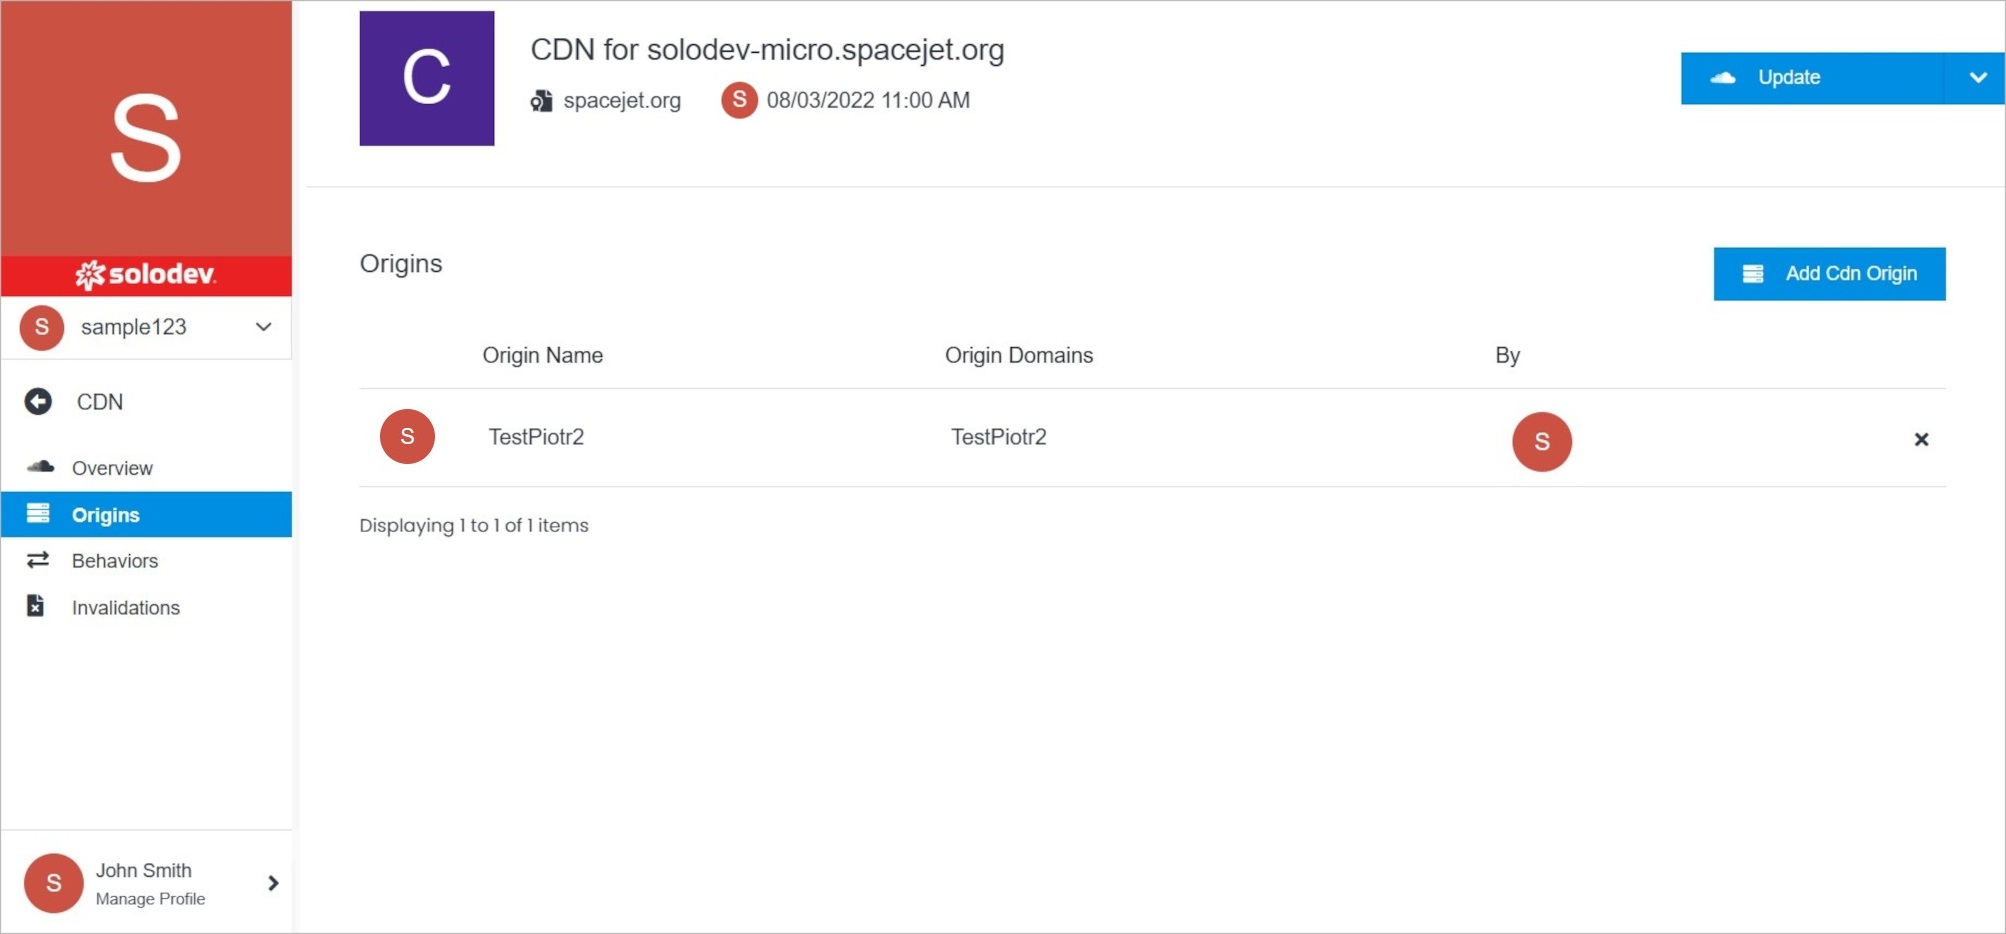 S
solodev
S sample123
CDN
Overview
Origins
Behaviors
Invalidations
S John Smith
Manage Profile
C
CDN for solodev-micro.spacejet.org
spacejet.org S 08/03/2022 11:00 AM
Update
Origins
Add Cdn Origin
Origin Name Origin Domains By
S TestPiotr2 TestPiotr2 S
Displaying 1 to 1 of 1 items